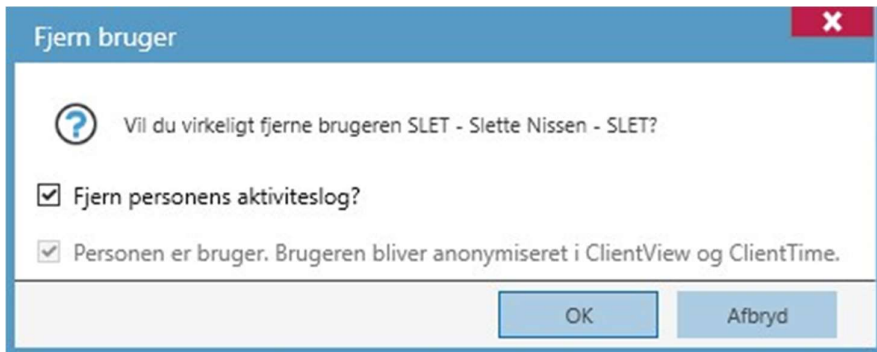 Fjern bruger
Vil du virkeligt fjerne brugeren SLET - Slette Nissen - SLET?
Fjern personens aktiviteslog?
Personen er bruger. Brugeren bliver anonymiseret i ClientView og ClientTime.
OK
Afbryd